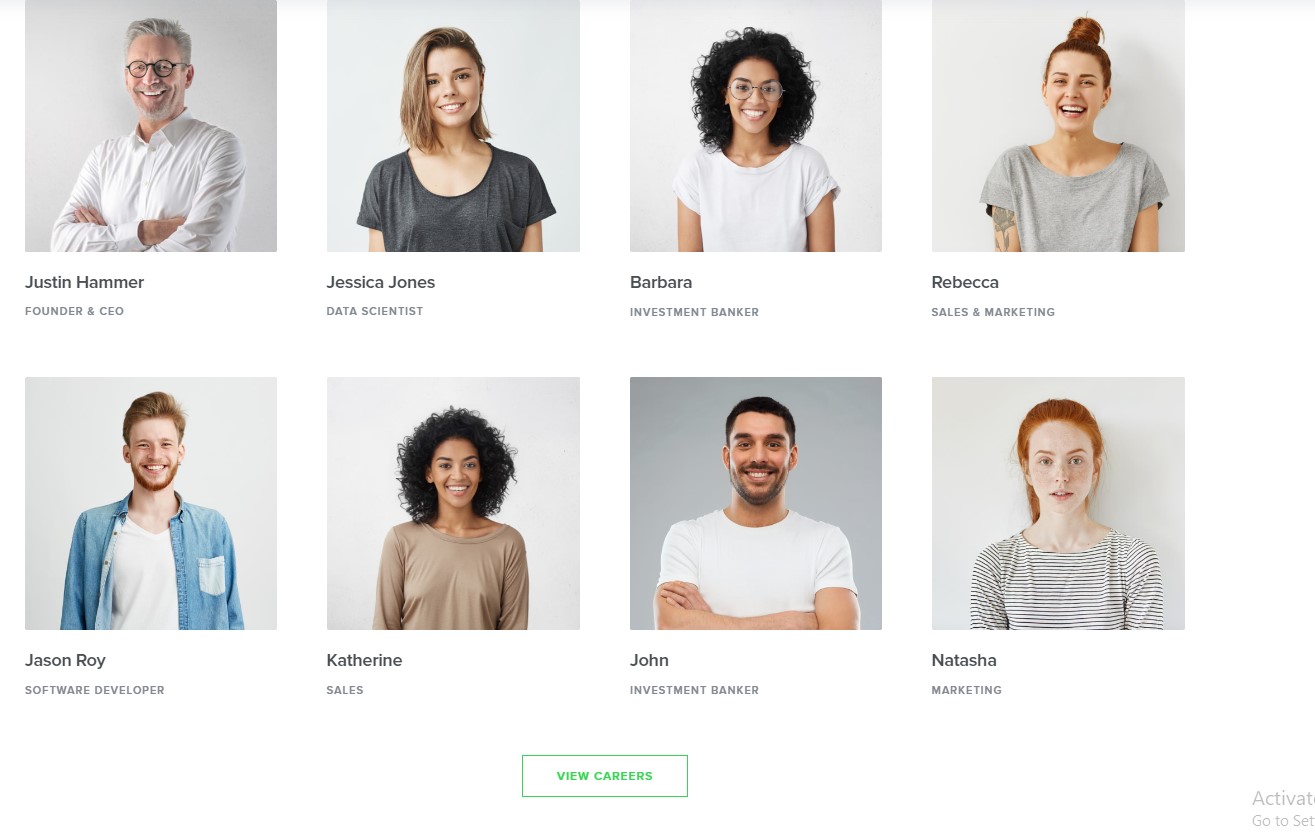 Justin Hammer
FOUNDER & CEO
Jessica Jones
DATA SCIENTIST
Barbara
INVESTMENT BANKER
Rebecca
SALES & MARKETING
Jason Roy
SOFTWARE DEVELOPER
Katherine
SALES
John
INVESTMENT BANKER
Natasha
MARKETING
VIEW CAREERS
Activate
Go to Set